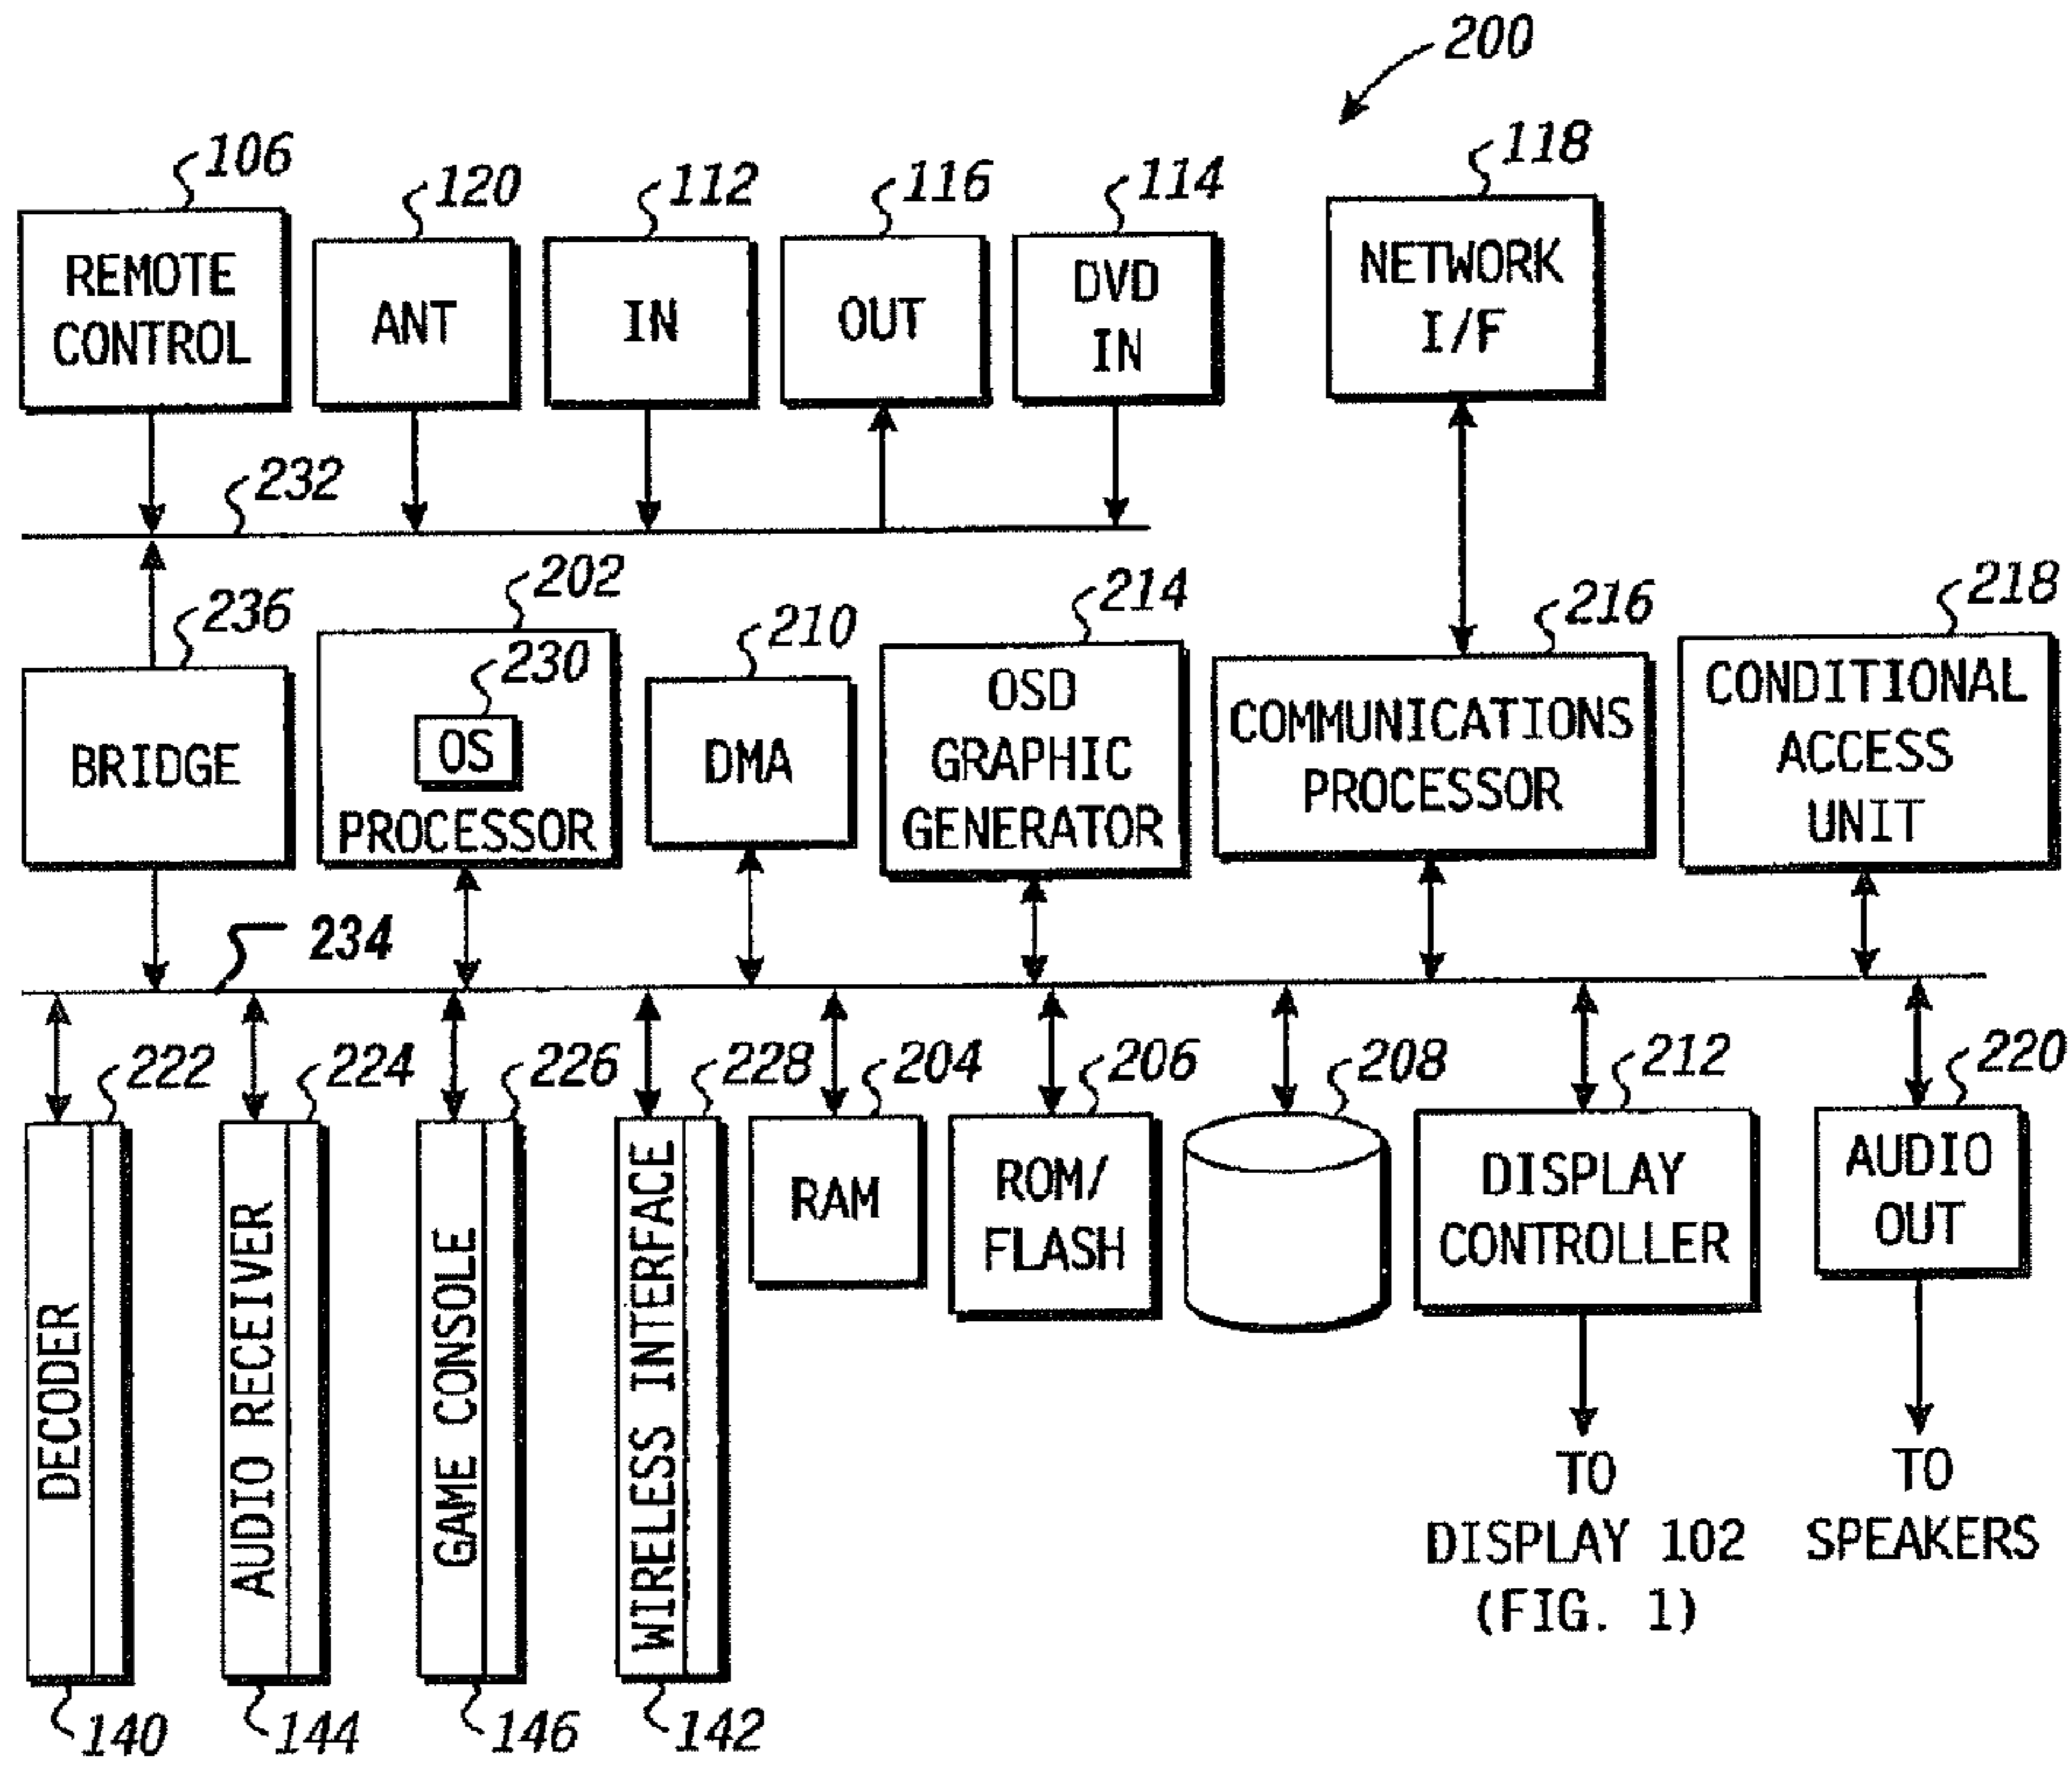 200
106
120
112
116
114
118
REMOTE
CONTROL
ANT
IN
OUT
DVD
IN
NETWORK
I/F
232
236
202
230
OS
PROCESSOR
BRIDGE
210
DMA
214
OSD
GRAPHIC
GENERATOR
216
COMMUNICATIONS
PROCESSOR
218
CONDITIONAL
ACCESS
UNIT
234
222
DECODER
140
224
AUDIO RECEIVER
144
226
GAME CONSOLE
146
228
WIRELESS INTERFACE
142
204
RAM
206
ROM/
FLASH
208
212
DISPLAY
CONTROLLER
TO
DISPLAY 102
(FIG. 1)
220
AUDIO
OUT
TO
SPEAKERS